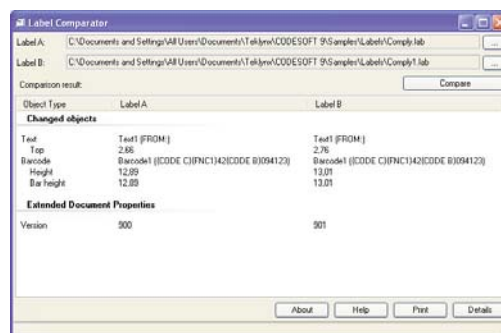 Label Comparator
Label A: C:\Documents and Settings\All Users\Documents\Teklynx\CODESOFT 9\Samples\Labels\Comply.lab ...
Label B: C:\Documents and Settings\All Users\Documents\Teklynx\CODESOFT 9\Samples\Labels\Comply1.lab ...
Comparison result: Compare
Object Type Label A Label B
Changed objects
Text Text1 (FROM:) Text1 (FROM:)
Top 2,66 2,76
Barcode Barcode1 ({CODE C}{FNC1}42{CODE B}094123) Barcode1 ({CODE C}{FNC1}42{CODE B}094123)
Height 12,89 13,01
Bar height 12,89 13,01
Extended Document Properties
Version 900 901
About Help Print Details